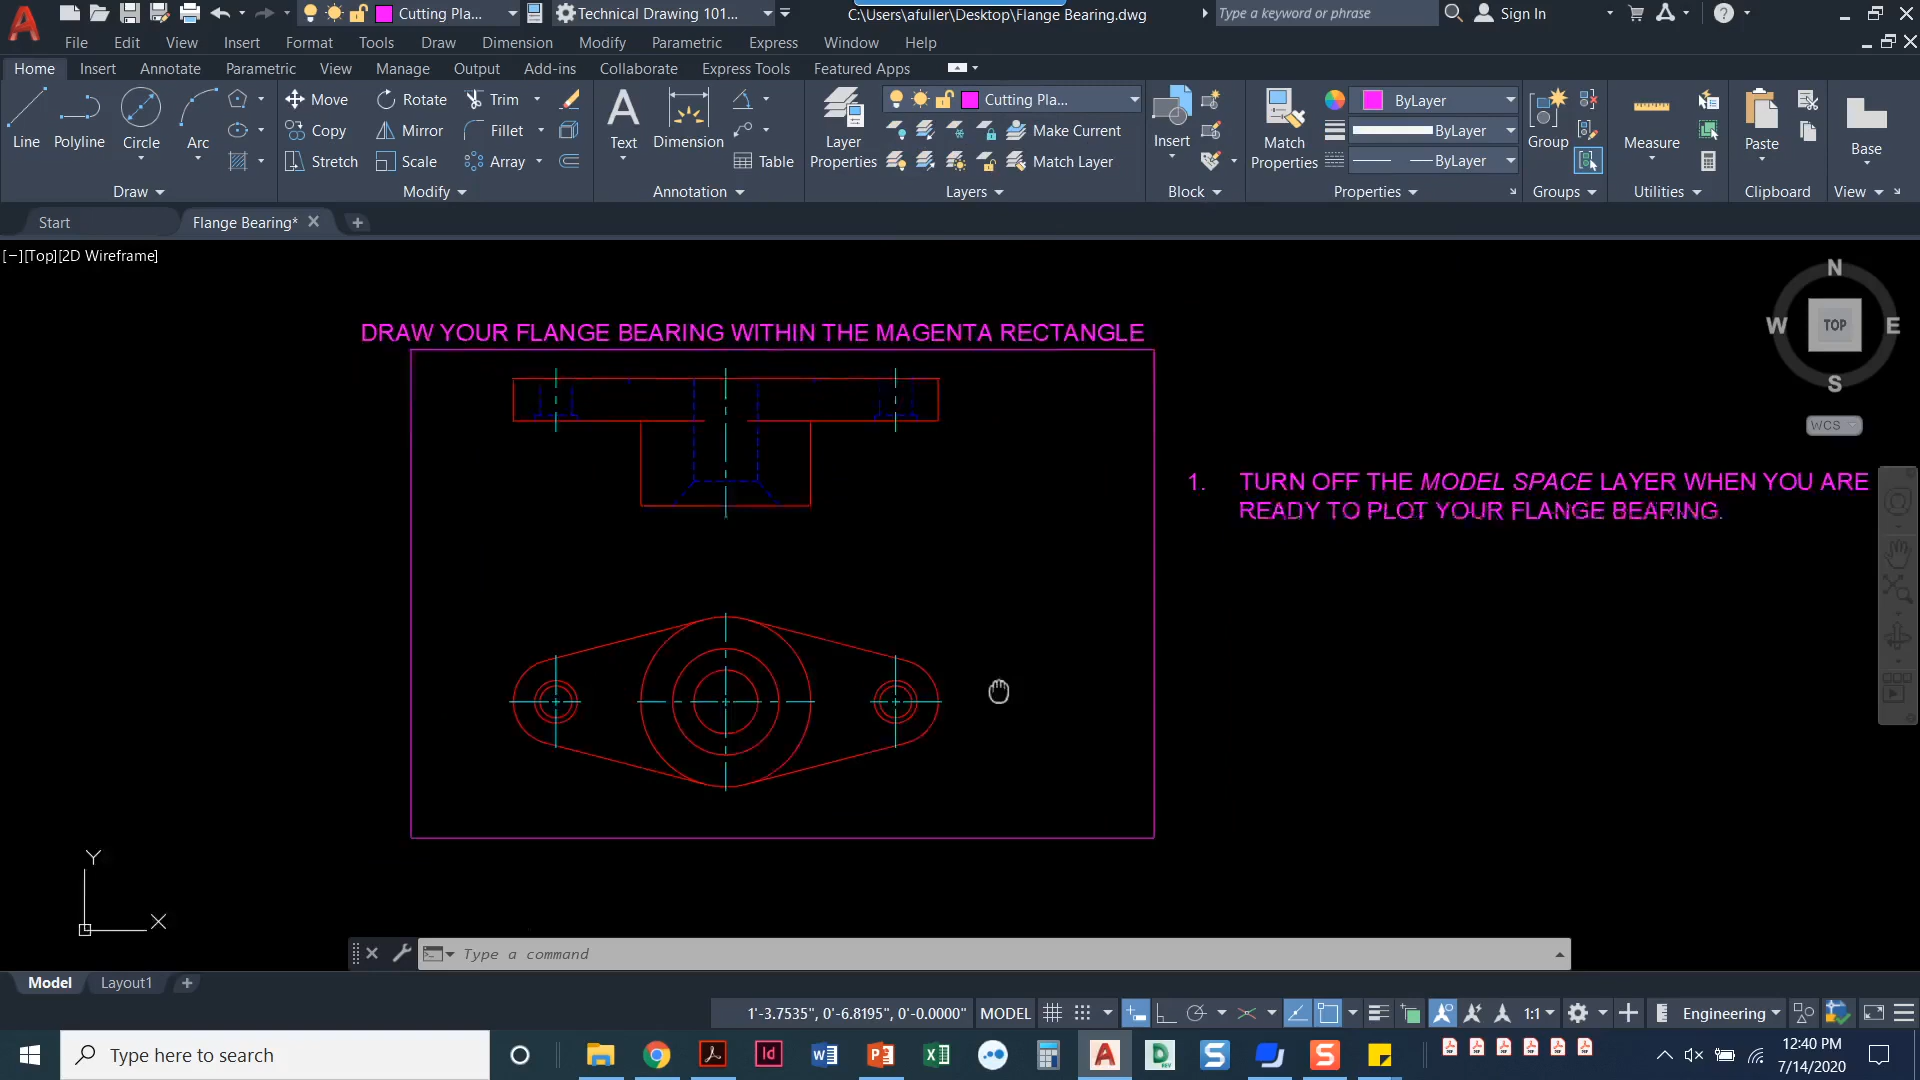 Cutting Pla...
Technical Drawing 101...
C:\Users\afuller\Desktop\Flange Bearing.dwg
Type a keyword or phrase
Sign In
File Edit View Insert Format Tools Draw Dimension Modify Parametric Express Window Help
Home Insert Annotate Parametric View Manage Output Add-ins Collaborate Express Tools Featured Apps
Line Polyline Circle Arc
Move Rotate Trim
Copy Mirror Fillet
Stretch Scale Array
Text Dimension
Table
Layer Properties
Cutting Pla...
Make Current
Match Layer
Insert
Match Properties
ByLayer
ByLayer
ByLayer
Group
Measure
Paste
Base
Draw Modify Annotation Layers Block Properties Groups Utilities Clipboard View
Start Flange Bearing*
[−][Top][2D Wireframe]
N
W TOP E
S
WCS
DRAW YOUR FLANGE BEARING WITHIN THE MAGENTA RECTANGLE
1. TURN OFF THE MODEL SPACE LAYER WHEN YOU ARE
READY TO PLOT YOUR FLANGE BEARING.
Y
X
Type a command
Model Layout1
1'-3.7535", 0'-6.8195", 0'-0.0000" MODEL 1:1 Engineering
Type here to search
12:40 PM
7/14/2020